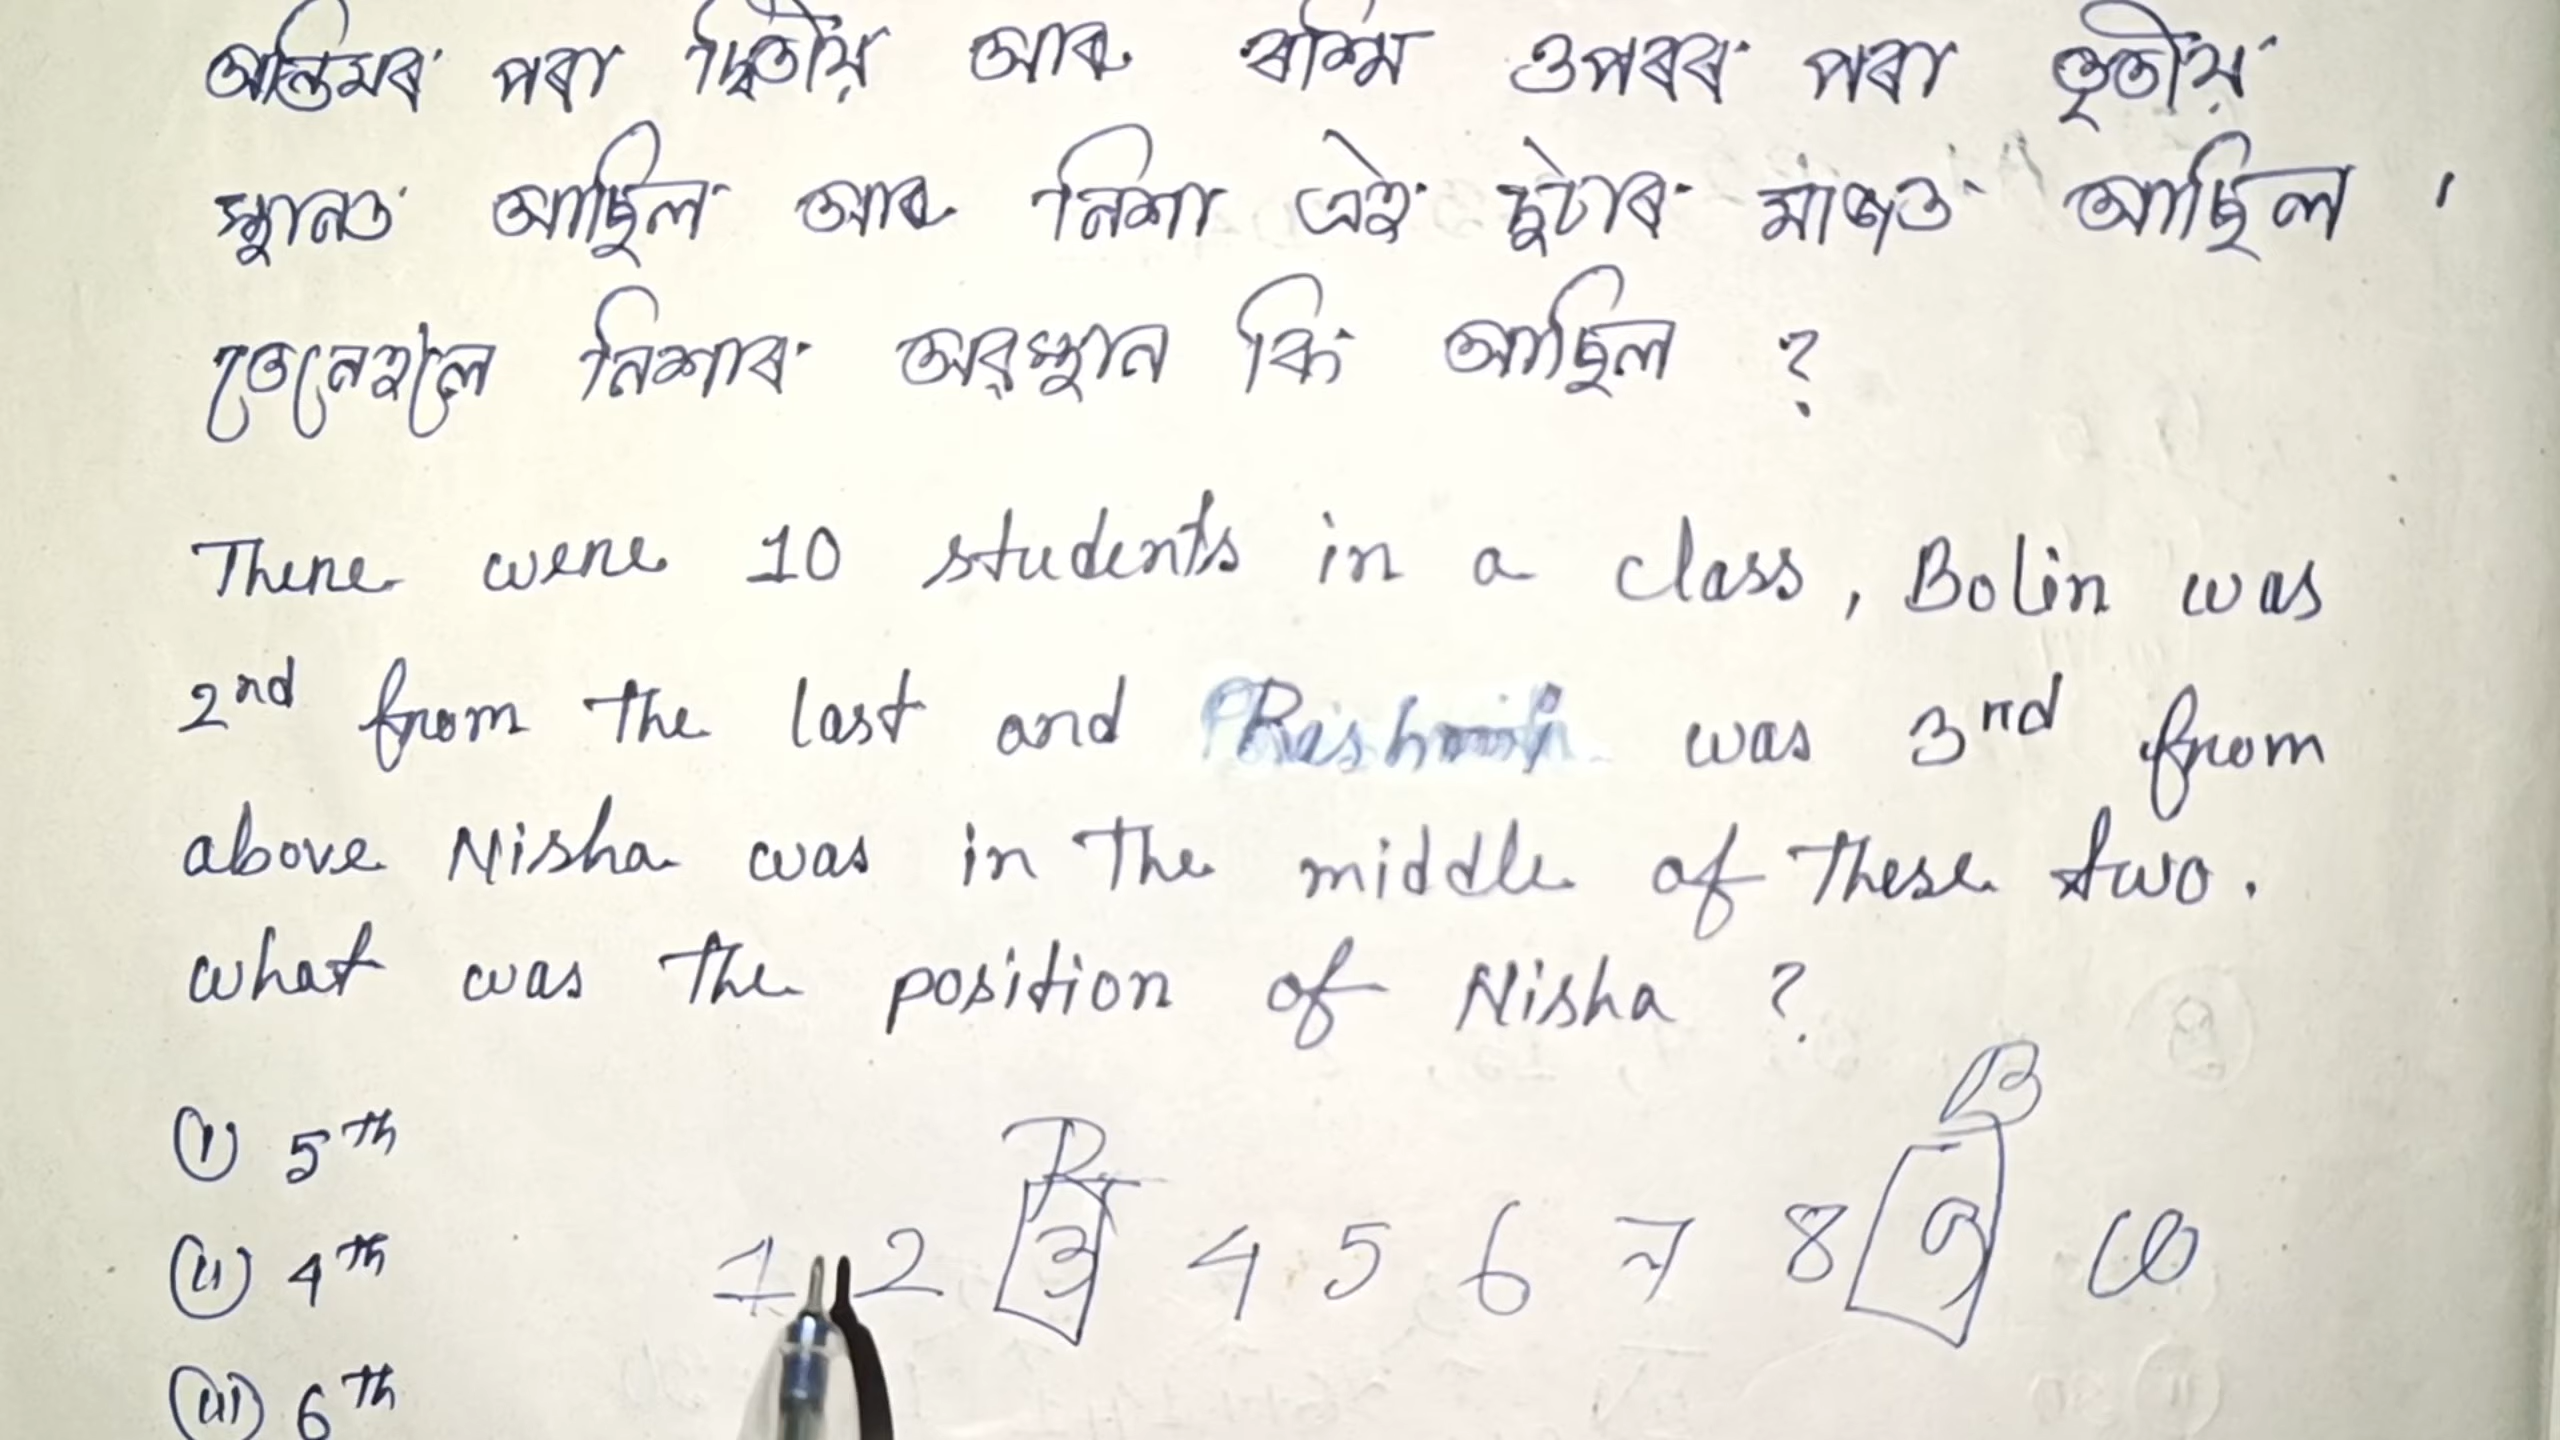 অন্তিমৰ পৰা দ্বিতীয় আৰু ৰশ্মি ওপৰৰ পৰা তৃতীয়
স্থানত আছিল আৰু নিশা এই দুটাৰ মাজত আছিল ।
তেনেহলে নিশাৰ অৱস্থান কি আছিল ?
There were 10 students in a class, Bolin was
2nd from the last and Rashmi was 3rd from
above Nisha was in the middle of these two.
what was the position of Nisha ?
B
(i) 5th
R
(ii) 4th 1 2 3 4 5 6 7 8 9 10
(iii) 6th